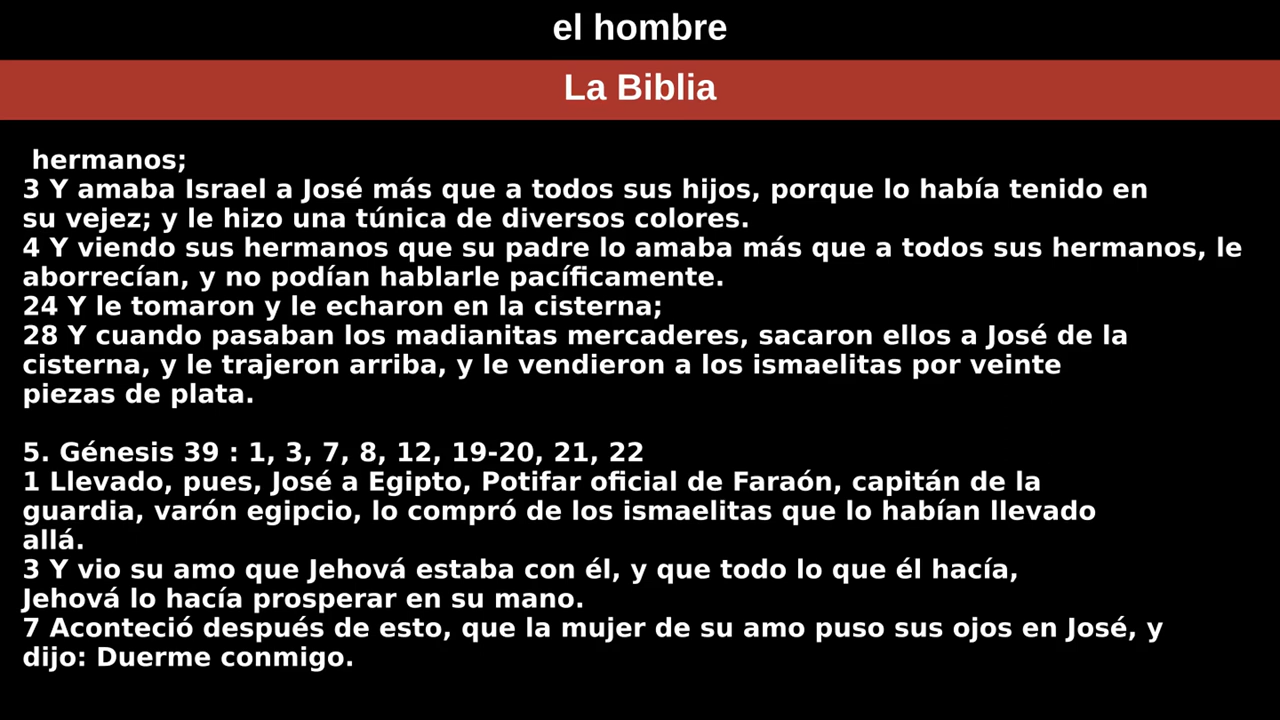 el hombre
La Biblia
hermanos;
3 Y amaba Israel a José más que a todos sus hijos, porque lo había tenido en
su vejez; y le hizo una túnica de diversos colores.
4 Y viendo sus hermanos que su padre lo amaba más que a todos sus hermanos, le
aborrecían, y no podían hablarle pacíficamente.
24 Y le tomaron y le echaron en la cisterna;
28 Y cuando pasaban los madianitas mercaderes, sacaron ellos a José de la
cisterna, y le trajeron arriba, y le vendieron a los ismaelitas por veinte
piezas de plata.
5. Génesis 39 : 1, 3, 7, 8, 12, 19-20, 21, 22
1 Llevado, pues, José a Egipto, Potifar oficial de Faraón, capitán de la
guardia, varón egipcio, lo compró de los ismaelitas que lo habían llevado
allá.
3 Y vio su amo que Jehová estaba con él, y que todo lo que él hacía,
Jehová lo hacía prosperar en su mano.
7 Aconteció después de esto, que la mujer de su amo puso sus ojos en José, y
dijo: Duerme conmigo.